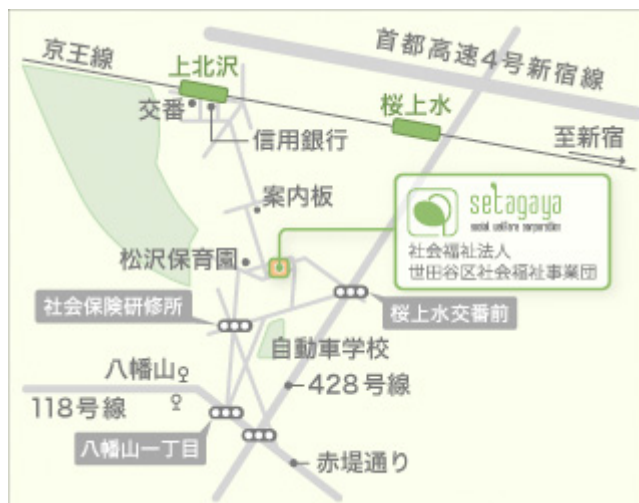 首都高速4号新宿線
京王線
上北沢
桜上水
交番
信用銀行
至新宿
案内板
setagaya
social welfare corporation
社会福祉法人
世田谷区社会福祉事業団
松沢保育園
社会保険研修所
桜上水交番前
自動車学校
八幡山
428号線
118号線
八幡山一丁目
赤堤通り